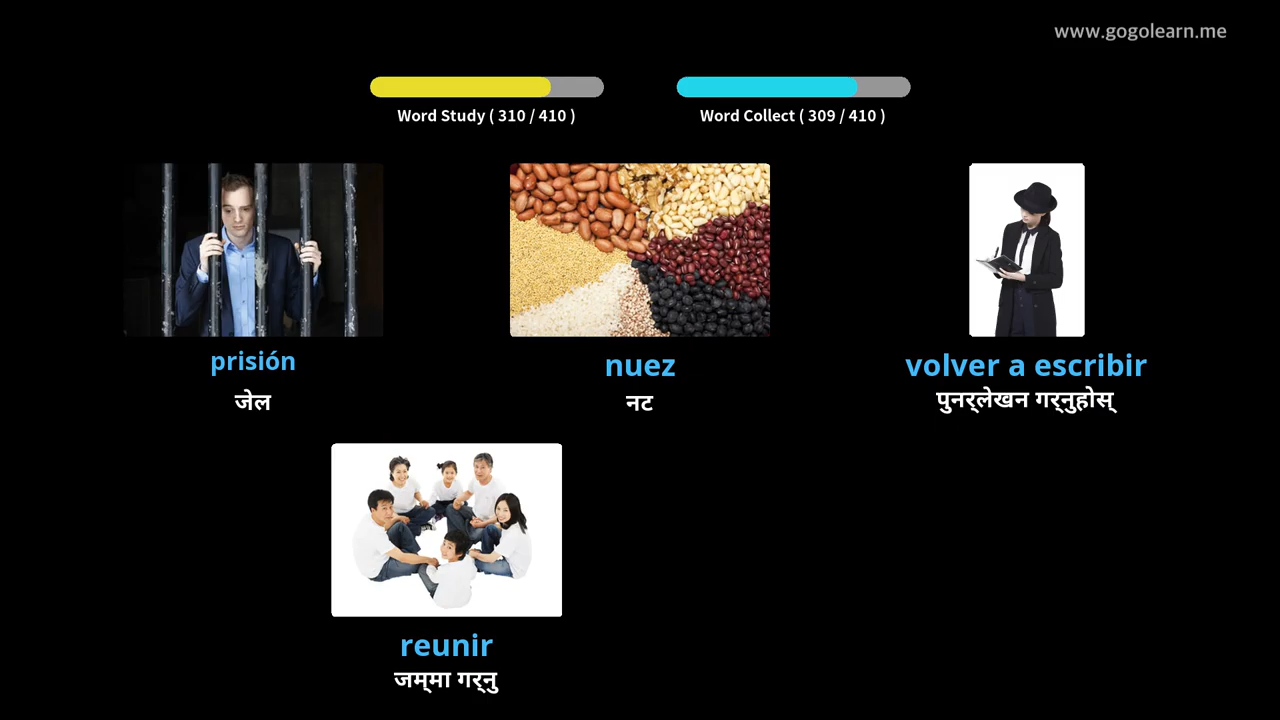 www.gogolearn.me
Word Study ( 310 / 410 )
Word Collect ( 309 / 410 )
prisión
जेल
nuez
नट
volver a escribir
पुनर्‍लेखन गर्‍नुहोस्
reunir
जम्‍मा गर्‍नु